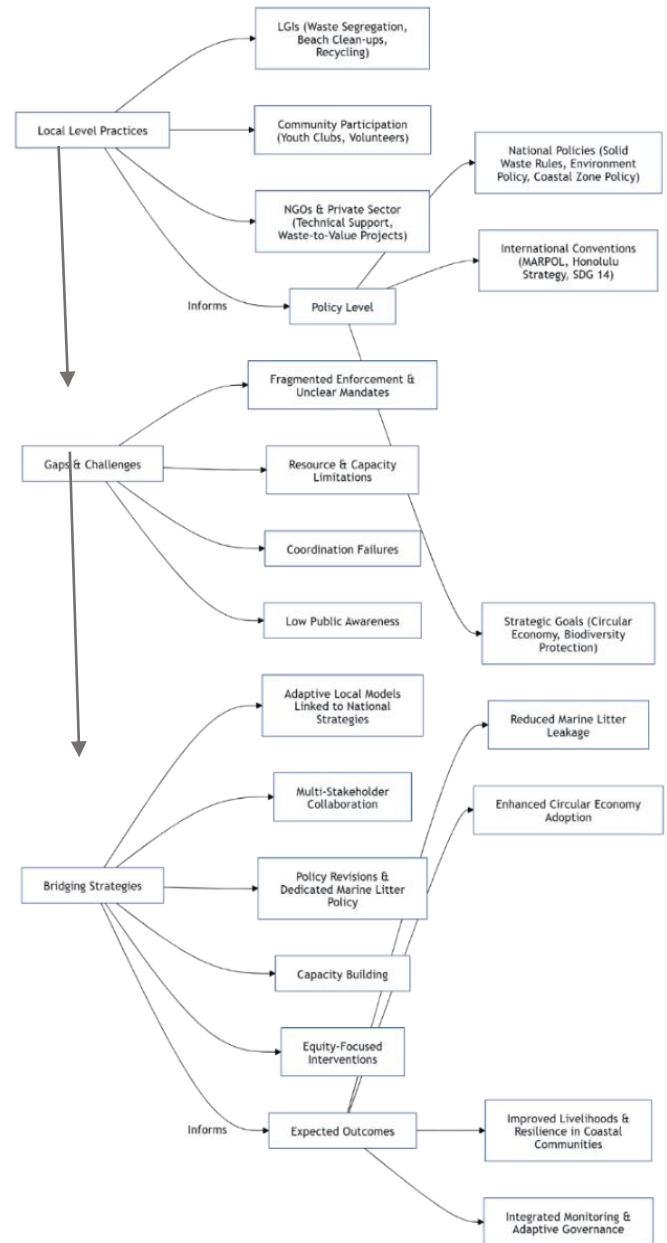 LGIs (Waste Segregation,
Beach Clean-ups,
Recycling)
Local Level Practices
Community Participation
(Youth Clubs, Volunteers)
National Policies (Solid
Waste Rules, Environment
Policy, Coastal Zone Policy)
NGOs & Private Sector
(Technical Support,
Waste-to-Value Projects)
International Conventions
(MARPOL, Honolulu
Strategy, SDG 14)
Informs
Policy Level
Fragmented Enforcement &
Unclear Mandates
Gaps & Challenges
Resource & Capacity
Limitations
Coordination Failures
Low Public Awareness
Strategic Goals (Circular
Economy, Biodiversity
Protection)
Adaptive Local Models
Linked to National
Strategies
Reduced Marine Litter
Leakage
Multi-Stakeholder
Collaboration
Enhanced Circular Economy
Adoption
Bridging Strategies
Policy Revisions &
Dedicated Marine Litter
Policy
Capacity Building
Equity-Focused
Interventions
Informs
Expected Outcomes
Improved Livelihoods &
Resilience in Coastal
Communities
Integrated Monitoring &
Adaptive Governance